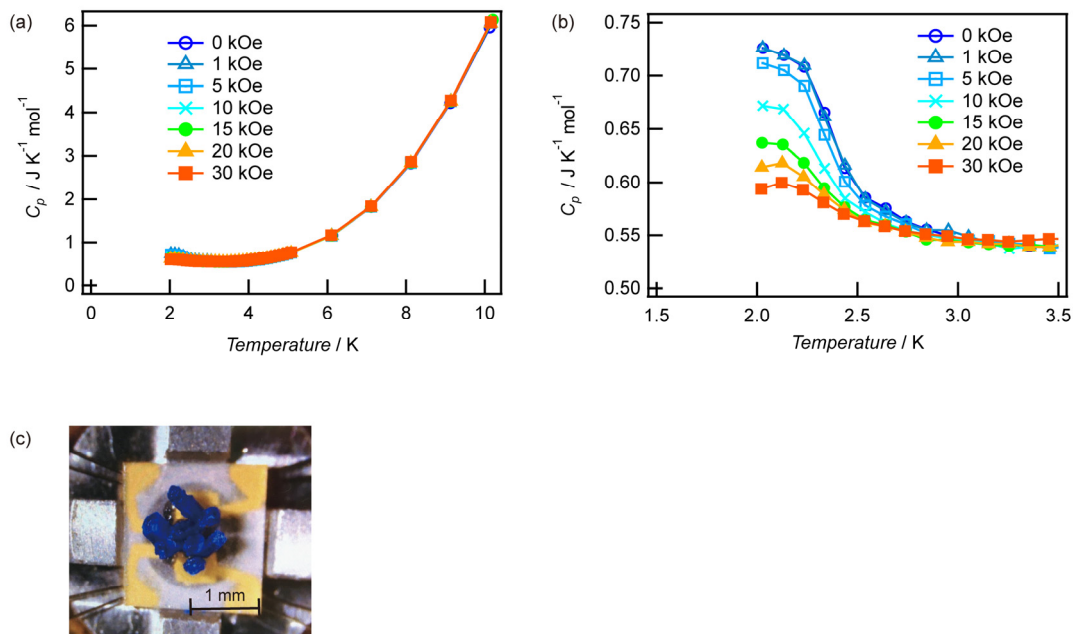 (a)
6
5
4
3
2
1
0
C_p / J K⁻¹ mol⁻¹
0 kOe
1 kOe
5 kOe
10 kOe
15 kOe
20 kOe
30 kOe
0 2 4 6 8 10
Temperature / K
(b)
0.75
0.70
0.65
0.60
0.55
0.50
C_p / J K⁻¹ mol⁻¹
0 kOe
1 kOe
5 kOe
10 kOe
15 kOe
20 kOe
30 kOe
1.5 2.0 2.5 3.0 3.5
Temperature / K
(c)
1 mm